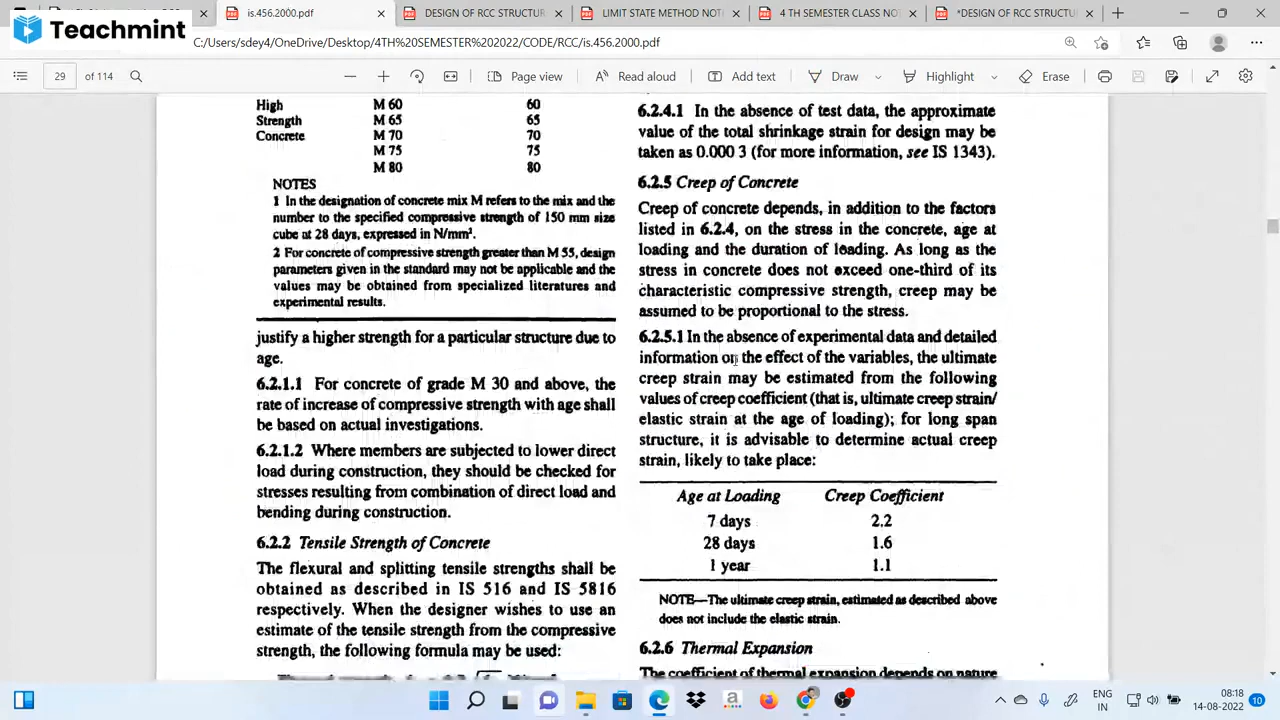 is.456.2000.pdf
DESIGN OF RC STRUCTUR
LIMIT STATE METHOD NOT
4 TH SEMESTER CLASS CO
*DESIGN OF RC STRUCTUR
Teachmint
C:/Users/sdey4/OneDrive/Desktop/4TH%20SEMESTER%202022/CODE/RCC/is.456.2000.pdf
29 of 114
Page view
Read aloud
Add text
Draw
Highlight
Erase
High M 60 60
Strength M 65 65
Concrete M 70 70
M 75 75
M 80 80
NOTES
1 In the designation of concrete mix M refers to the mix and the
number to the specified compressive strength of 150 mm size
cube at 28 days, expressed in N/mm².
2 For concrete of compressive strength greater than M 55, design
parameters given in the standard may not be applicable and the
values may be obtained from specialized literatures and
experimental results.
justify a higher strength for a particular structure due to
age.
6.2.1.1 For concrete of grade M 30 and above, the
rate of increase of compressive strength with age shall
be based on actual investigations.
6.2.1.2 Where members are subjected to lower direct
load during construction, they should be checked for
stresses resulting from combination of direct load and
bending during construction.
6.2.2 Tensile Strength of Concrete
The flexural and splitting tensile strengths shall be
obtained as described in IS 516 and IS 5816
respectively. When the designer wishes to use an
estimate of the tensile strength from the compressive
strength, the following formula may be used:
6.2.4.1 In the absence of test data, the approximate
value of the total shrinkage strain for design may be
taken as 0.000 3 (for more information, see IS 1343).
6.2.5 Creep of Concrete
Creep of concrete depends, in addition to the factors
listed in 6.2.4, on the stress in the concrete, age at
loading and the duration of loading. As long as the
stress in concrete does not exceed one-third of its
characteristic compressive strength, creep may be
assumed to be proportional to the stress.
6.2.5.1 In the absence of experimental data and detailed
information on the effect of the variables, the ultimate
creep strain may be estimated from the following
values of creep coefficient (that is, ultimate creep strain/
elastic strain at the age of loading); for long span
structure, it is advisable to determine actual creep
strain, likely to take place:
Age at Loading Creep Coefficient
7 days 2.2
28 days 1.6
1 year 1.1
NOTE—The ultimate creep strain, estimated as described above
does not include the elastic strain.
6.2.6 Thermal Expansion
The coefficient of thermal expansion depends on nature
ENG
IN
08:18
14-08-2022
10